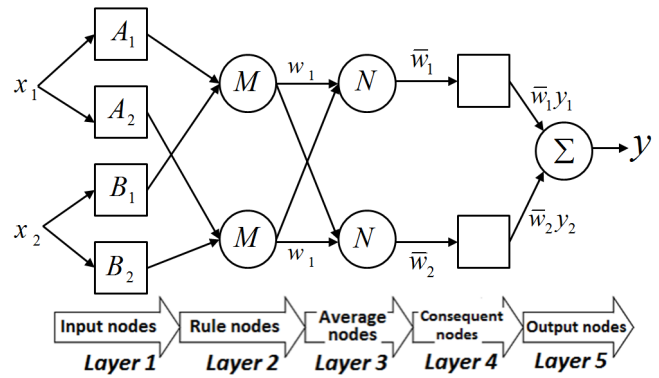 x₁
A₁
A₂
x₂
B₁
B₂
M
M
w₁
w₁
N
N
w̅₁
w̅₂
w̅₁y₁
w̅₂y₂
Σ
y
Input nodes
Rule nodes
Average nodes
Consequent nodes
Output nodes
Layer 1
Layer 2
Layer 3
Layer 4
Layer 5